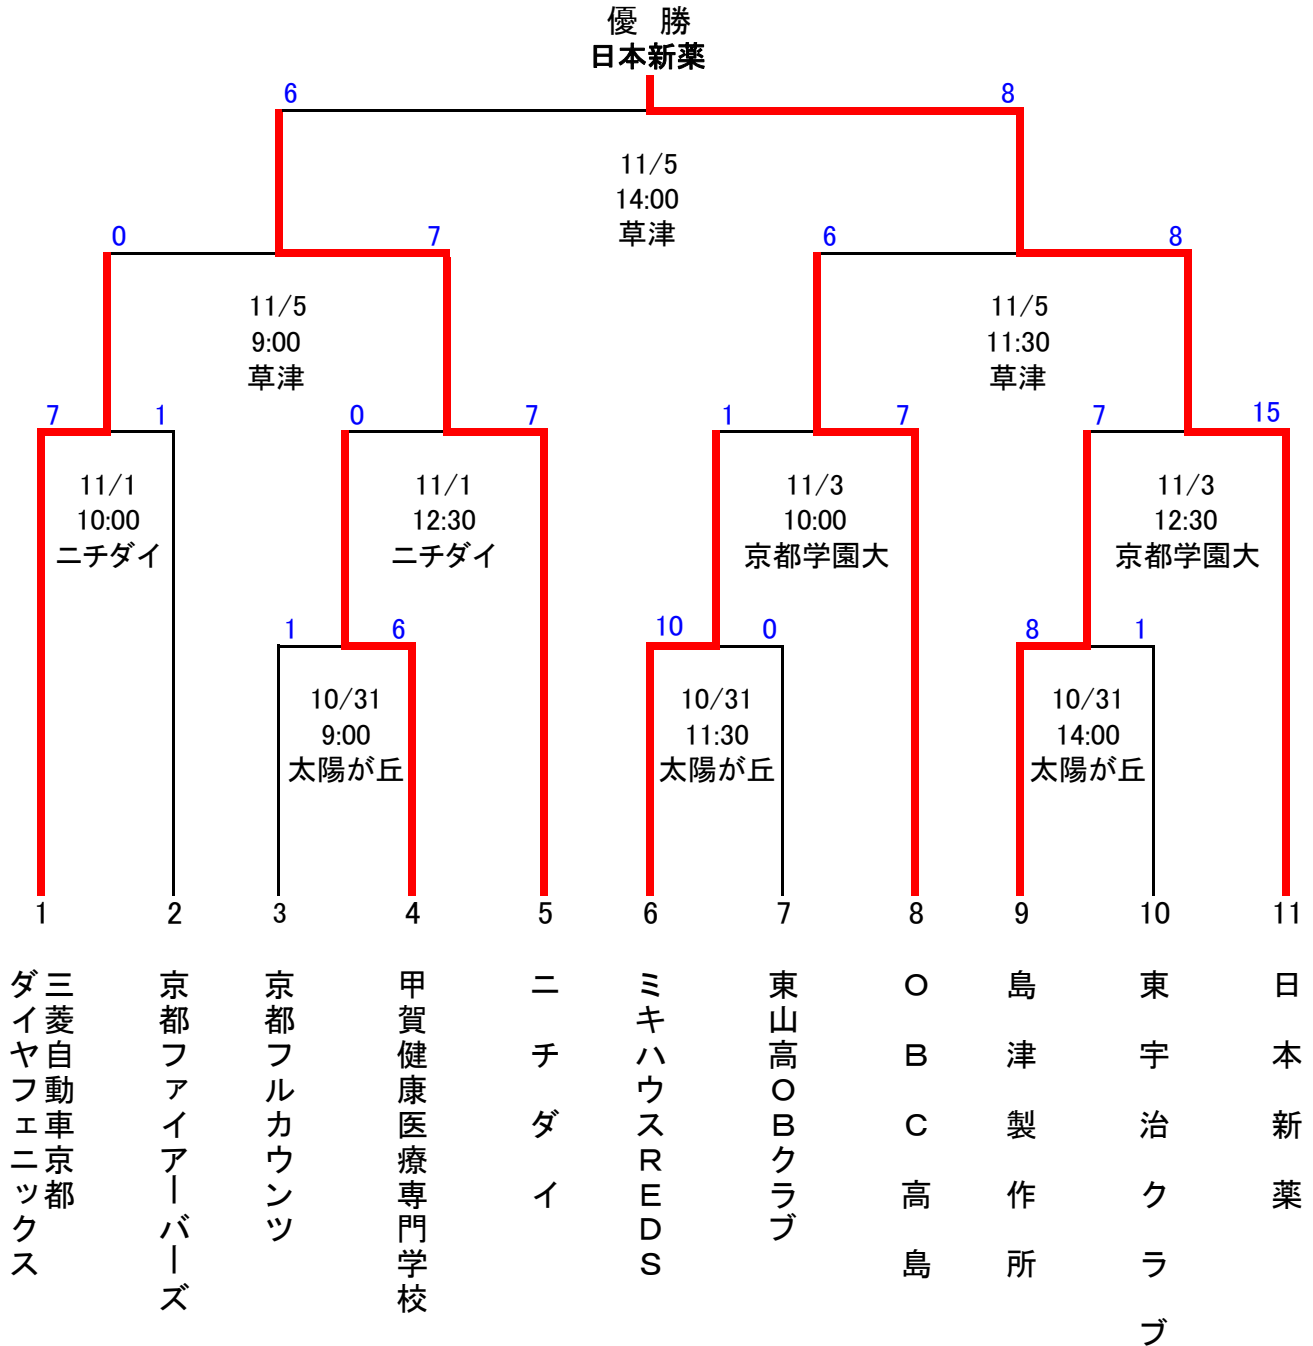 優 勝
日本新薬
6
8
11/5
14:00
草津
0
7
6
8
11/5
9:00
草津
11/5
11:30
草津
7
1
0
7
1
7
7
15
11/1
10:00
ニチダイ
11/1
12:30
ニチダイ
11/3
10:00
京都学園大
11/3
12:30
京都学園大
1
6
10
0
8
1
10/31
9:00
太陽が丘
10/31
11:30
太陽が丘
10/31
14:00
太陽が丘
1
2
3
4
5
6
7
8
9
10
11
三菱自動車京都
ダイヤフェニックス
京都ファイアーバーズ
京都フルカウンツ
甲賀健康医療専門学校
ニチダイ
ミキハウスREDS
東山高OBクラブ
OBC高島
島津製作所
東宇治クラブ
日本新薬